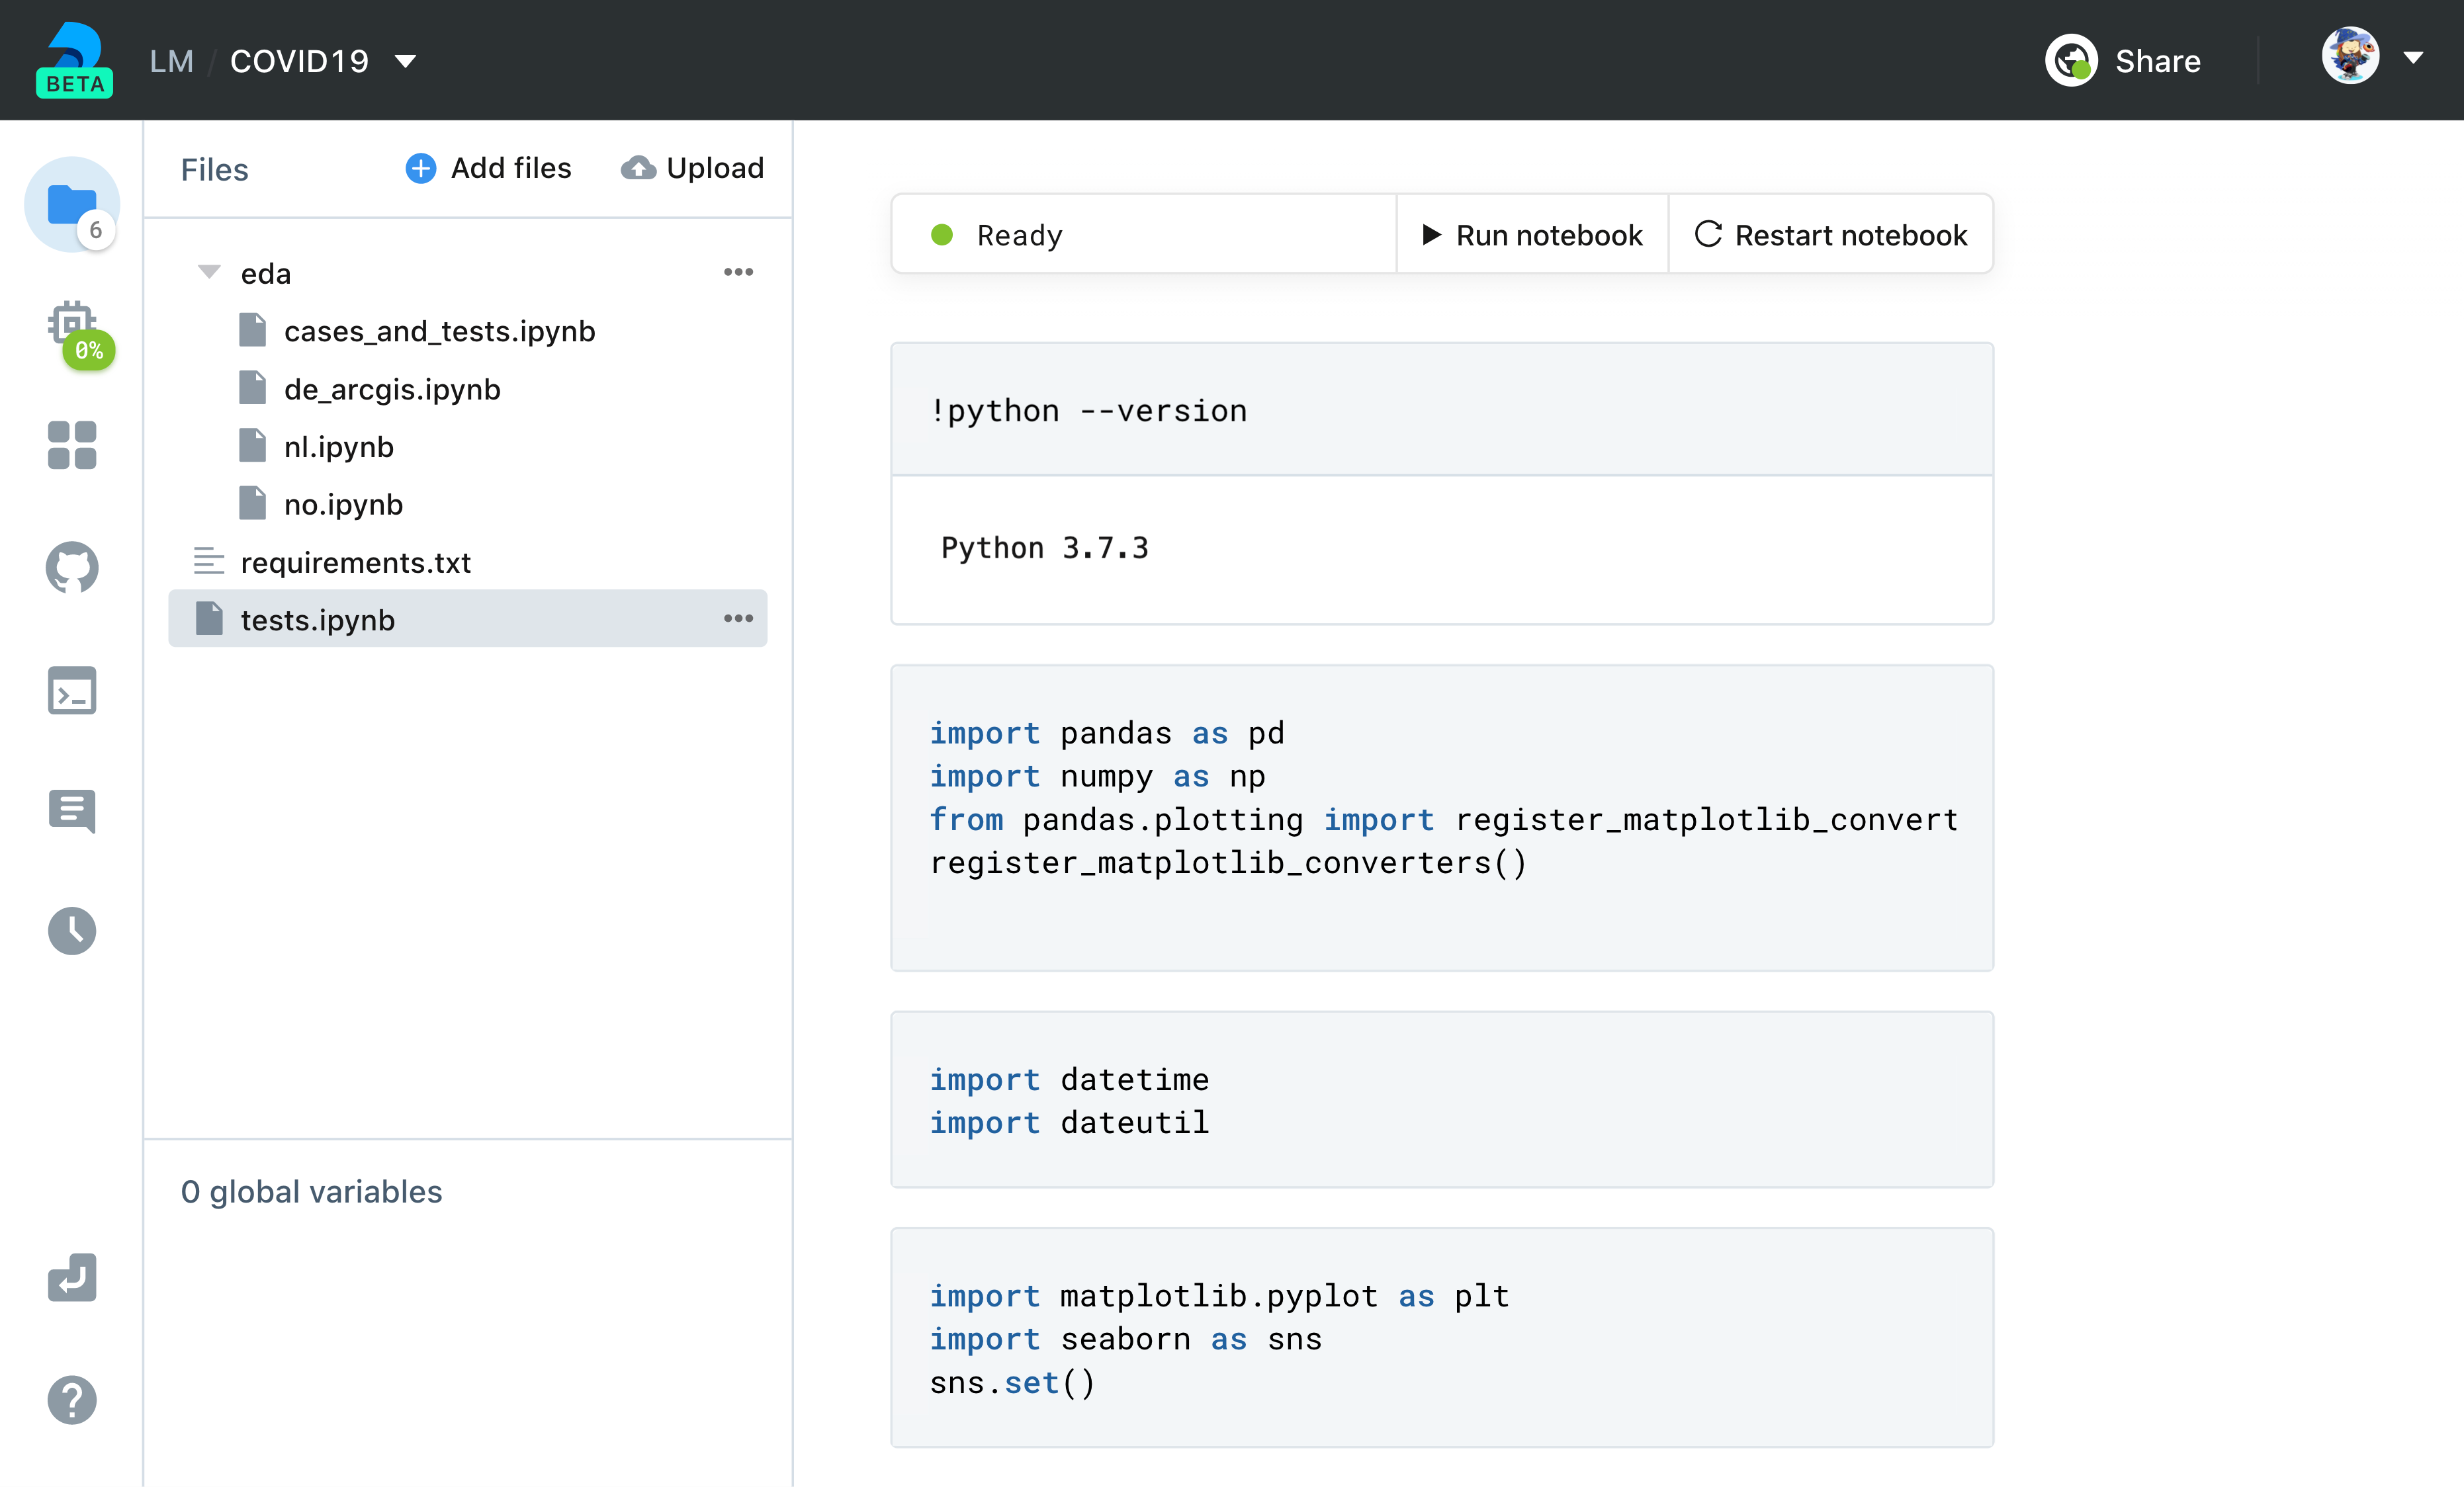 BETA
LM / COVID19
Share
Files
Add files
Upload
6
eda
cases_and_tests.ipynb
0%
de_arcgis.ipynb
nl.ipynb
no.ipynb
requirements.txt
tests.ipynb
0 global variables
Ready
Run notebook
Restart notebook
!python --version
Python 3.7.3
import pandas as pd
import numpy as np
from pandas.plotting import register_matplotlib_convert
register_matplotlib_converters()
import datetime
import dateutil
import matplotlib.pyplot as plt
import seaborn as sns
sns.set()